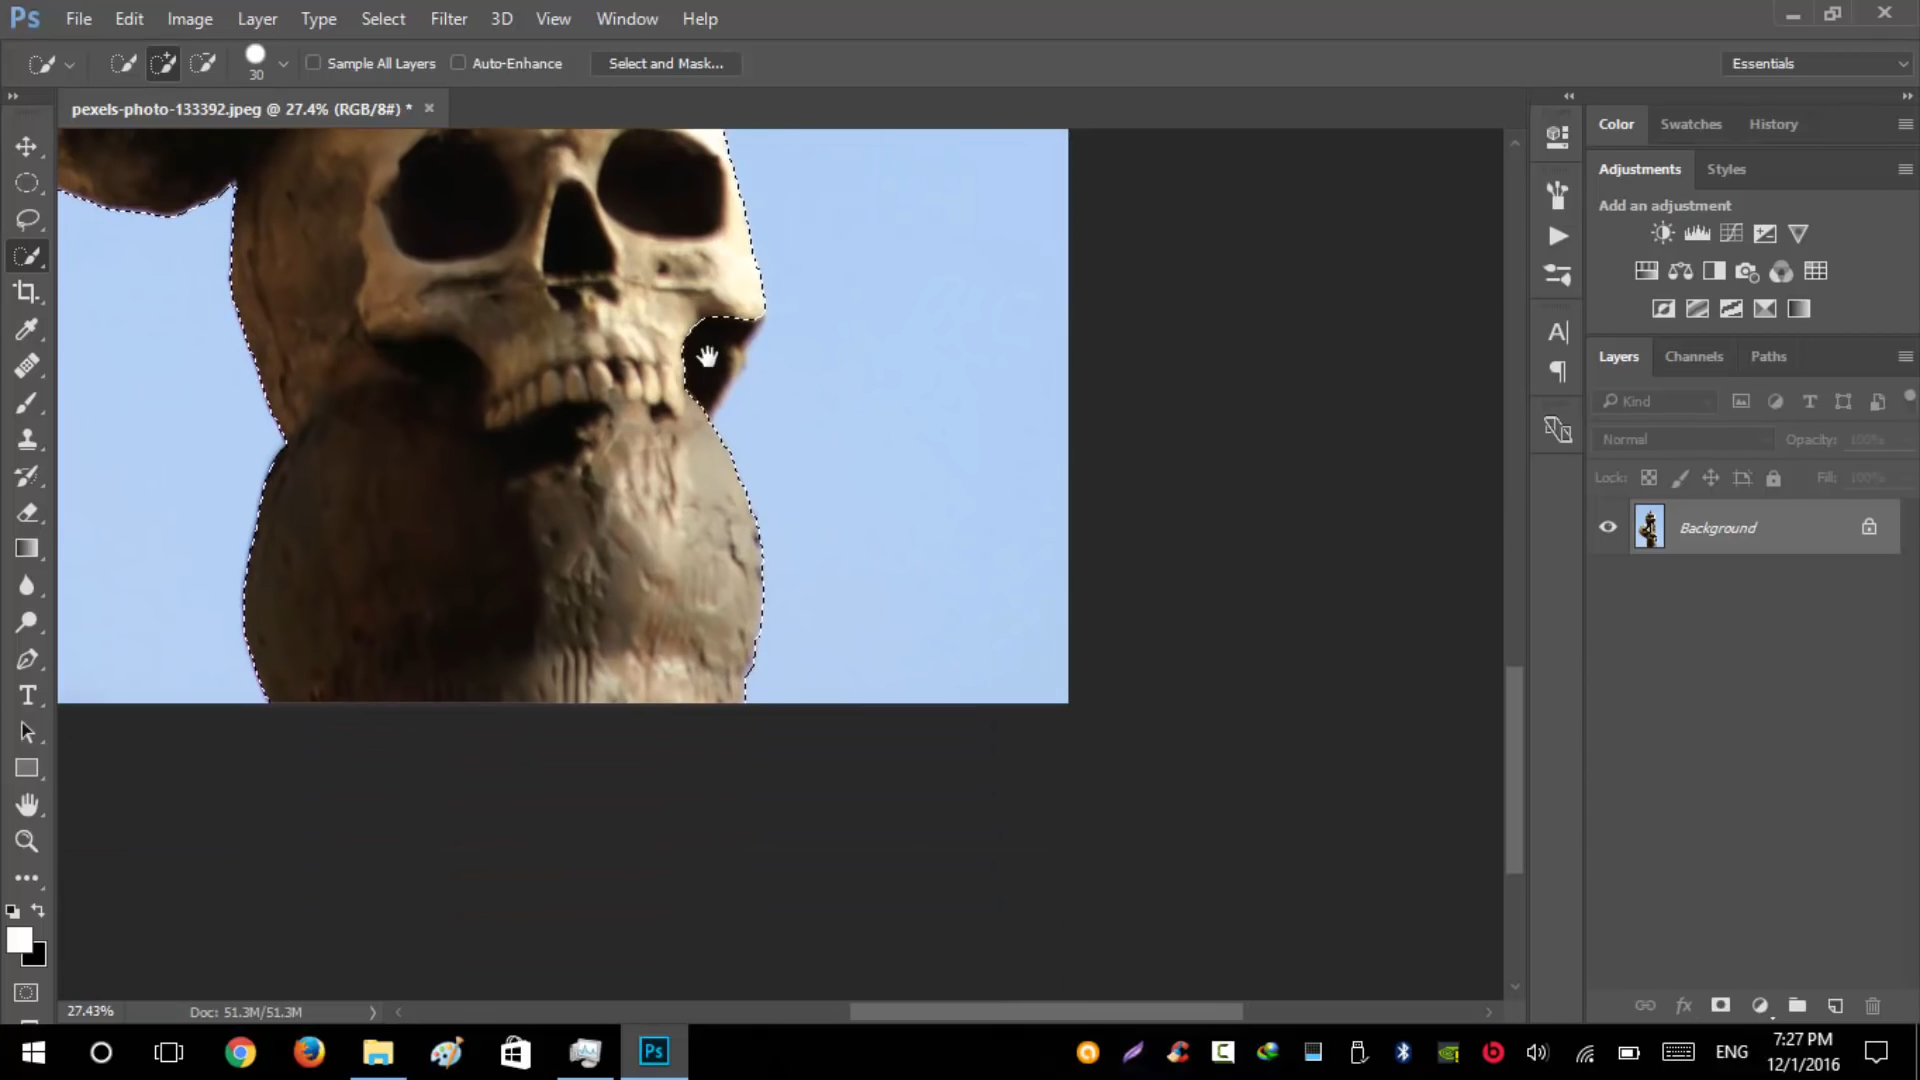 Ps File Edit Image Layer Type Select Filter 3D View Window Help
30 Sample All Layers Auto-Enhance Select and Mask... Essentials
pexels-photo-133392.jpeg @ 27.4% (RGB/8#) * ×
Color Swatches History
Adjustments Styles
Add an adjustment
Layers Channels Paths
Kind
Normal Opacity: 100%
Lock: Fill: 100%
Background
27.43% Doc: 51.3M/51.3M
Ps ENG 7:27 PM
12/1/2016